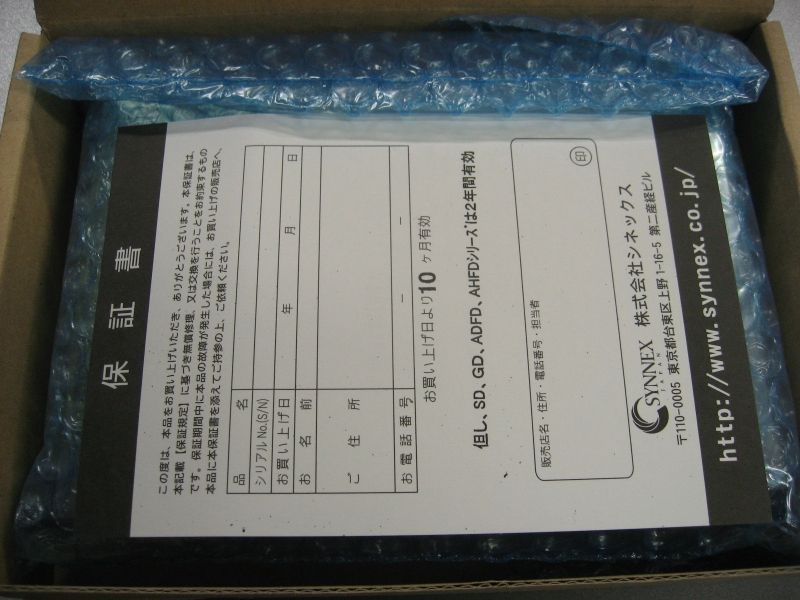 保証書
この度は、本品をお買い上げいただき、ありがとうございます。本保証書は、
本記載【保証規定】に基づき無償修理、又は交換を行うことをお約束するもの
です。保証期間中に本品の故障が発生した場合には、お買い上げの販売店へ、
本品に本保証書を添えてご持参の上、ご依頼ください。
品 名
シリアルNo.(S/N)
お買い上げ日 年 月 日
お名前
ご住所
お電話番号 － －
お買い上げ日より10ヶ月有効
但し、SD、GD、ADFD、AHFDシリーズは2年間有効
販売店名・住所・電話番号・担当者
印
SYNNEX
JAPAN
株式会社シネックス
〒110-0005 東京都台東区上野1-16-5 第二産経ビル
http://www.synnex.co.jp/